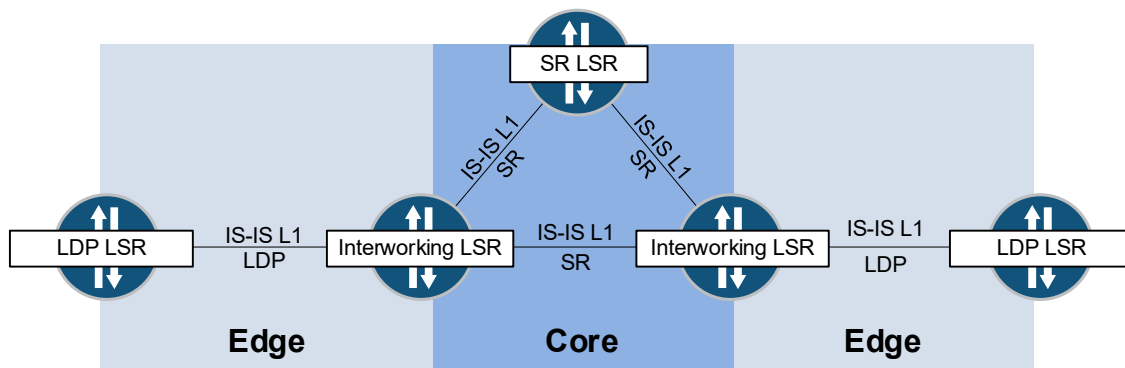 SR LSR
IS-IS L1
SR
IS-IS L1
SR
LDP LSR
IS-IS L1
LDP
Interworking LSR
IS-IS L1
SR
Interworking LSR
IS-IS L1
LDP
LDP LSR
Edge
Core
Edge